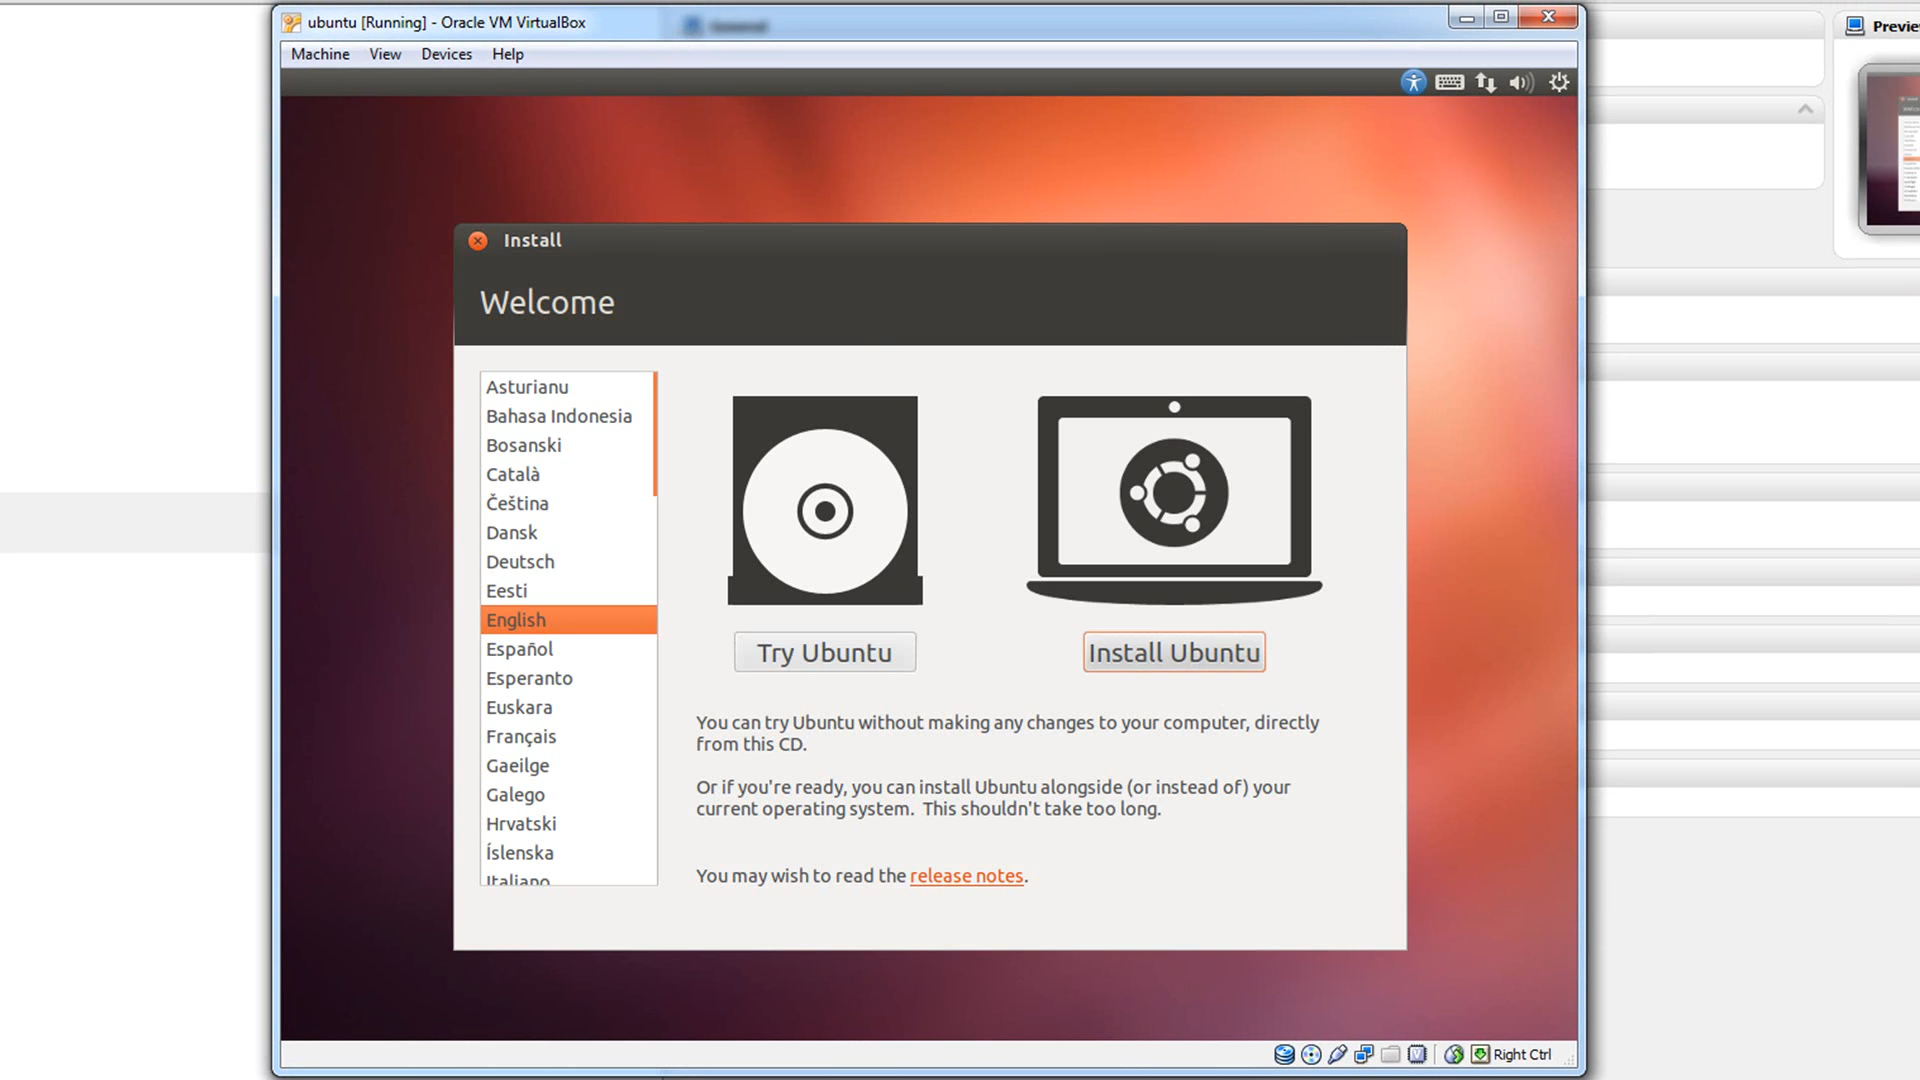 ubuntu [Running] - Oracle VM VirtualBox
General
Machine View Devices Help
Install
Welcome
Asturianu
Bahasa Indonesia
Bosanski
Català
Čeština
Dansk
Deutsch
Eesti
English
Español
Esperanto
Euskara
Français
Gaeilge
Galego
Hrvatski
Íslenska
Italiano
Try Ubuntu
Install Ubuntu
You can try Ubuntu without making any changes to your computer, directly
from this CD.
Or if you're ready, you can install Ubuntu alongside (or instead of) your
current operating system. This shouldn't take too long.
You may wish to read the release notes.
Right Ctrl
Previe